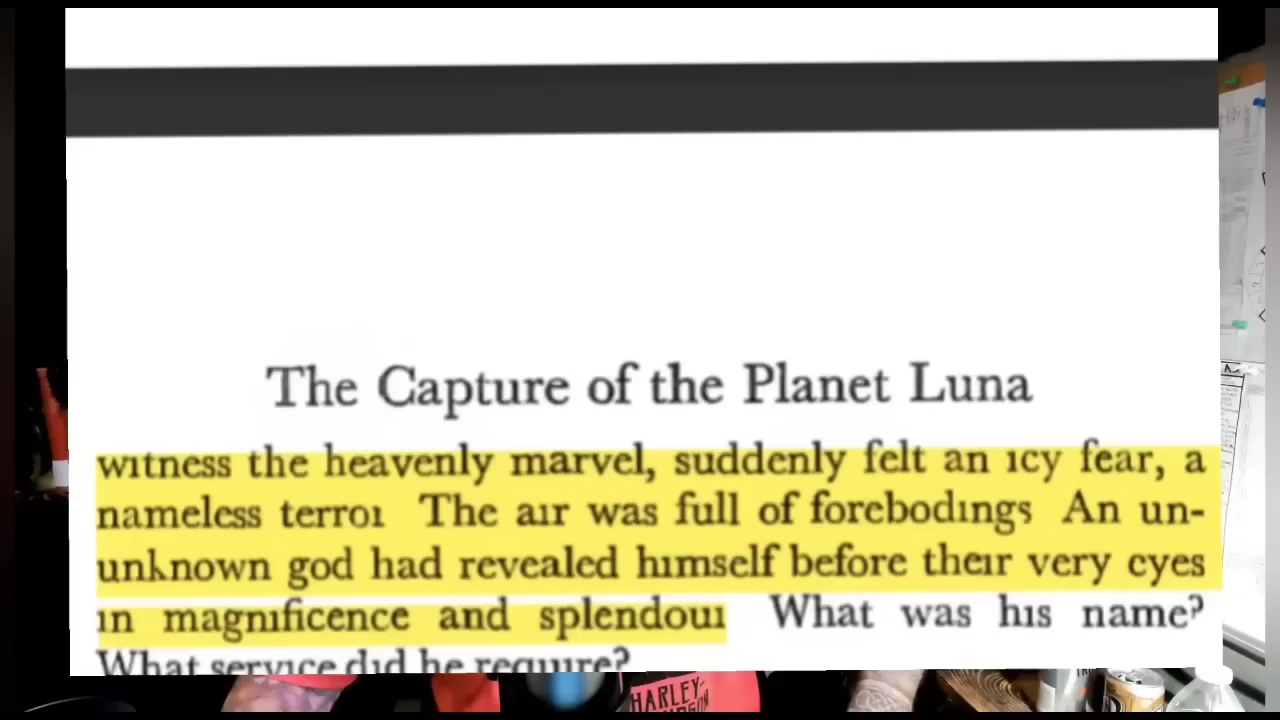 The Capture of the Planet Luna
witness the heavenly marvel, suddenly felt an icy fear, a
nameless terror The air was full of forebodings An un-
unknown god had revealed himself before their very eyes
in magnificence and splendour What was his name?
What service did he require?
HARLEY-